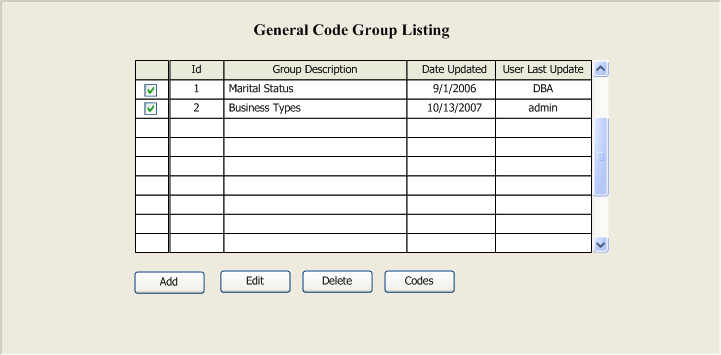 General Code Group Listing
Id Group Description Date Updated User Last Update
1 Marital Status 9/1/2006 DBA
2 Business Types 10/13/2007 admin
Add Edit Delete Codes